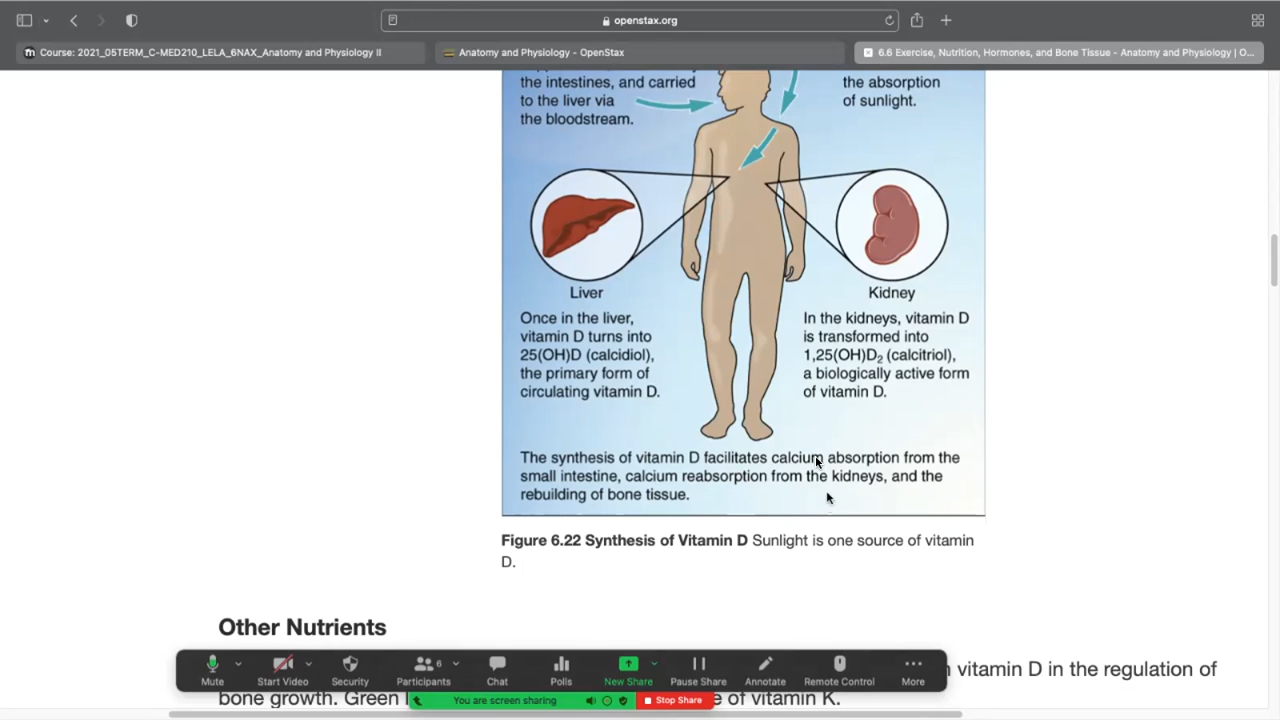 openstax.org
Course: 2021_05TERM_C-MED210_LELA_6NAX_Anatomy and Physiology II
Anatomy and Physiology - OpenStax
6.6 Exercise, Nutrition, Hormones, and Bone Tissue - Anatomy and Physiology | O...
the intestines, and carried
to the liver via
the bloodstream.
the absorption
of sunlight.
Liver
Once in the liver,
vitamin D turns into
25(OH)D (calcidiol),
the primary form of
circulating vitamin D.
Kidney
In the kidneys, vitamin D
is transformed into
1,25(OH)D₂ (calcitriol),
a biologically active form
of vitamin D.
The synthesis of vitamin D facilitates calcium absorption from the
small intestine, calcium reabsorption from the kidneys, and the
rebuilding of bone tissue.
Figure 6.22 Synthesis of Vitamin D Sunlight is one source of vitamin
D.
Other Nutrients
vitamin D in the regulation of
bone growth. Green
e of vitamin K.
Mute
Start Video
Security
6
Participants
Chat
Polls
New Share
Pause Share
Annotate
Remote Control
More
You are screen sharing
Stop Share